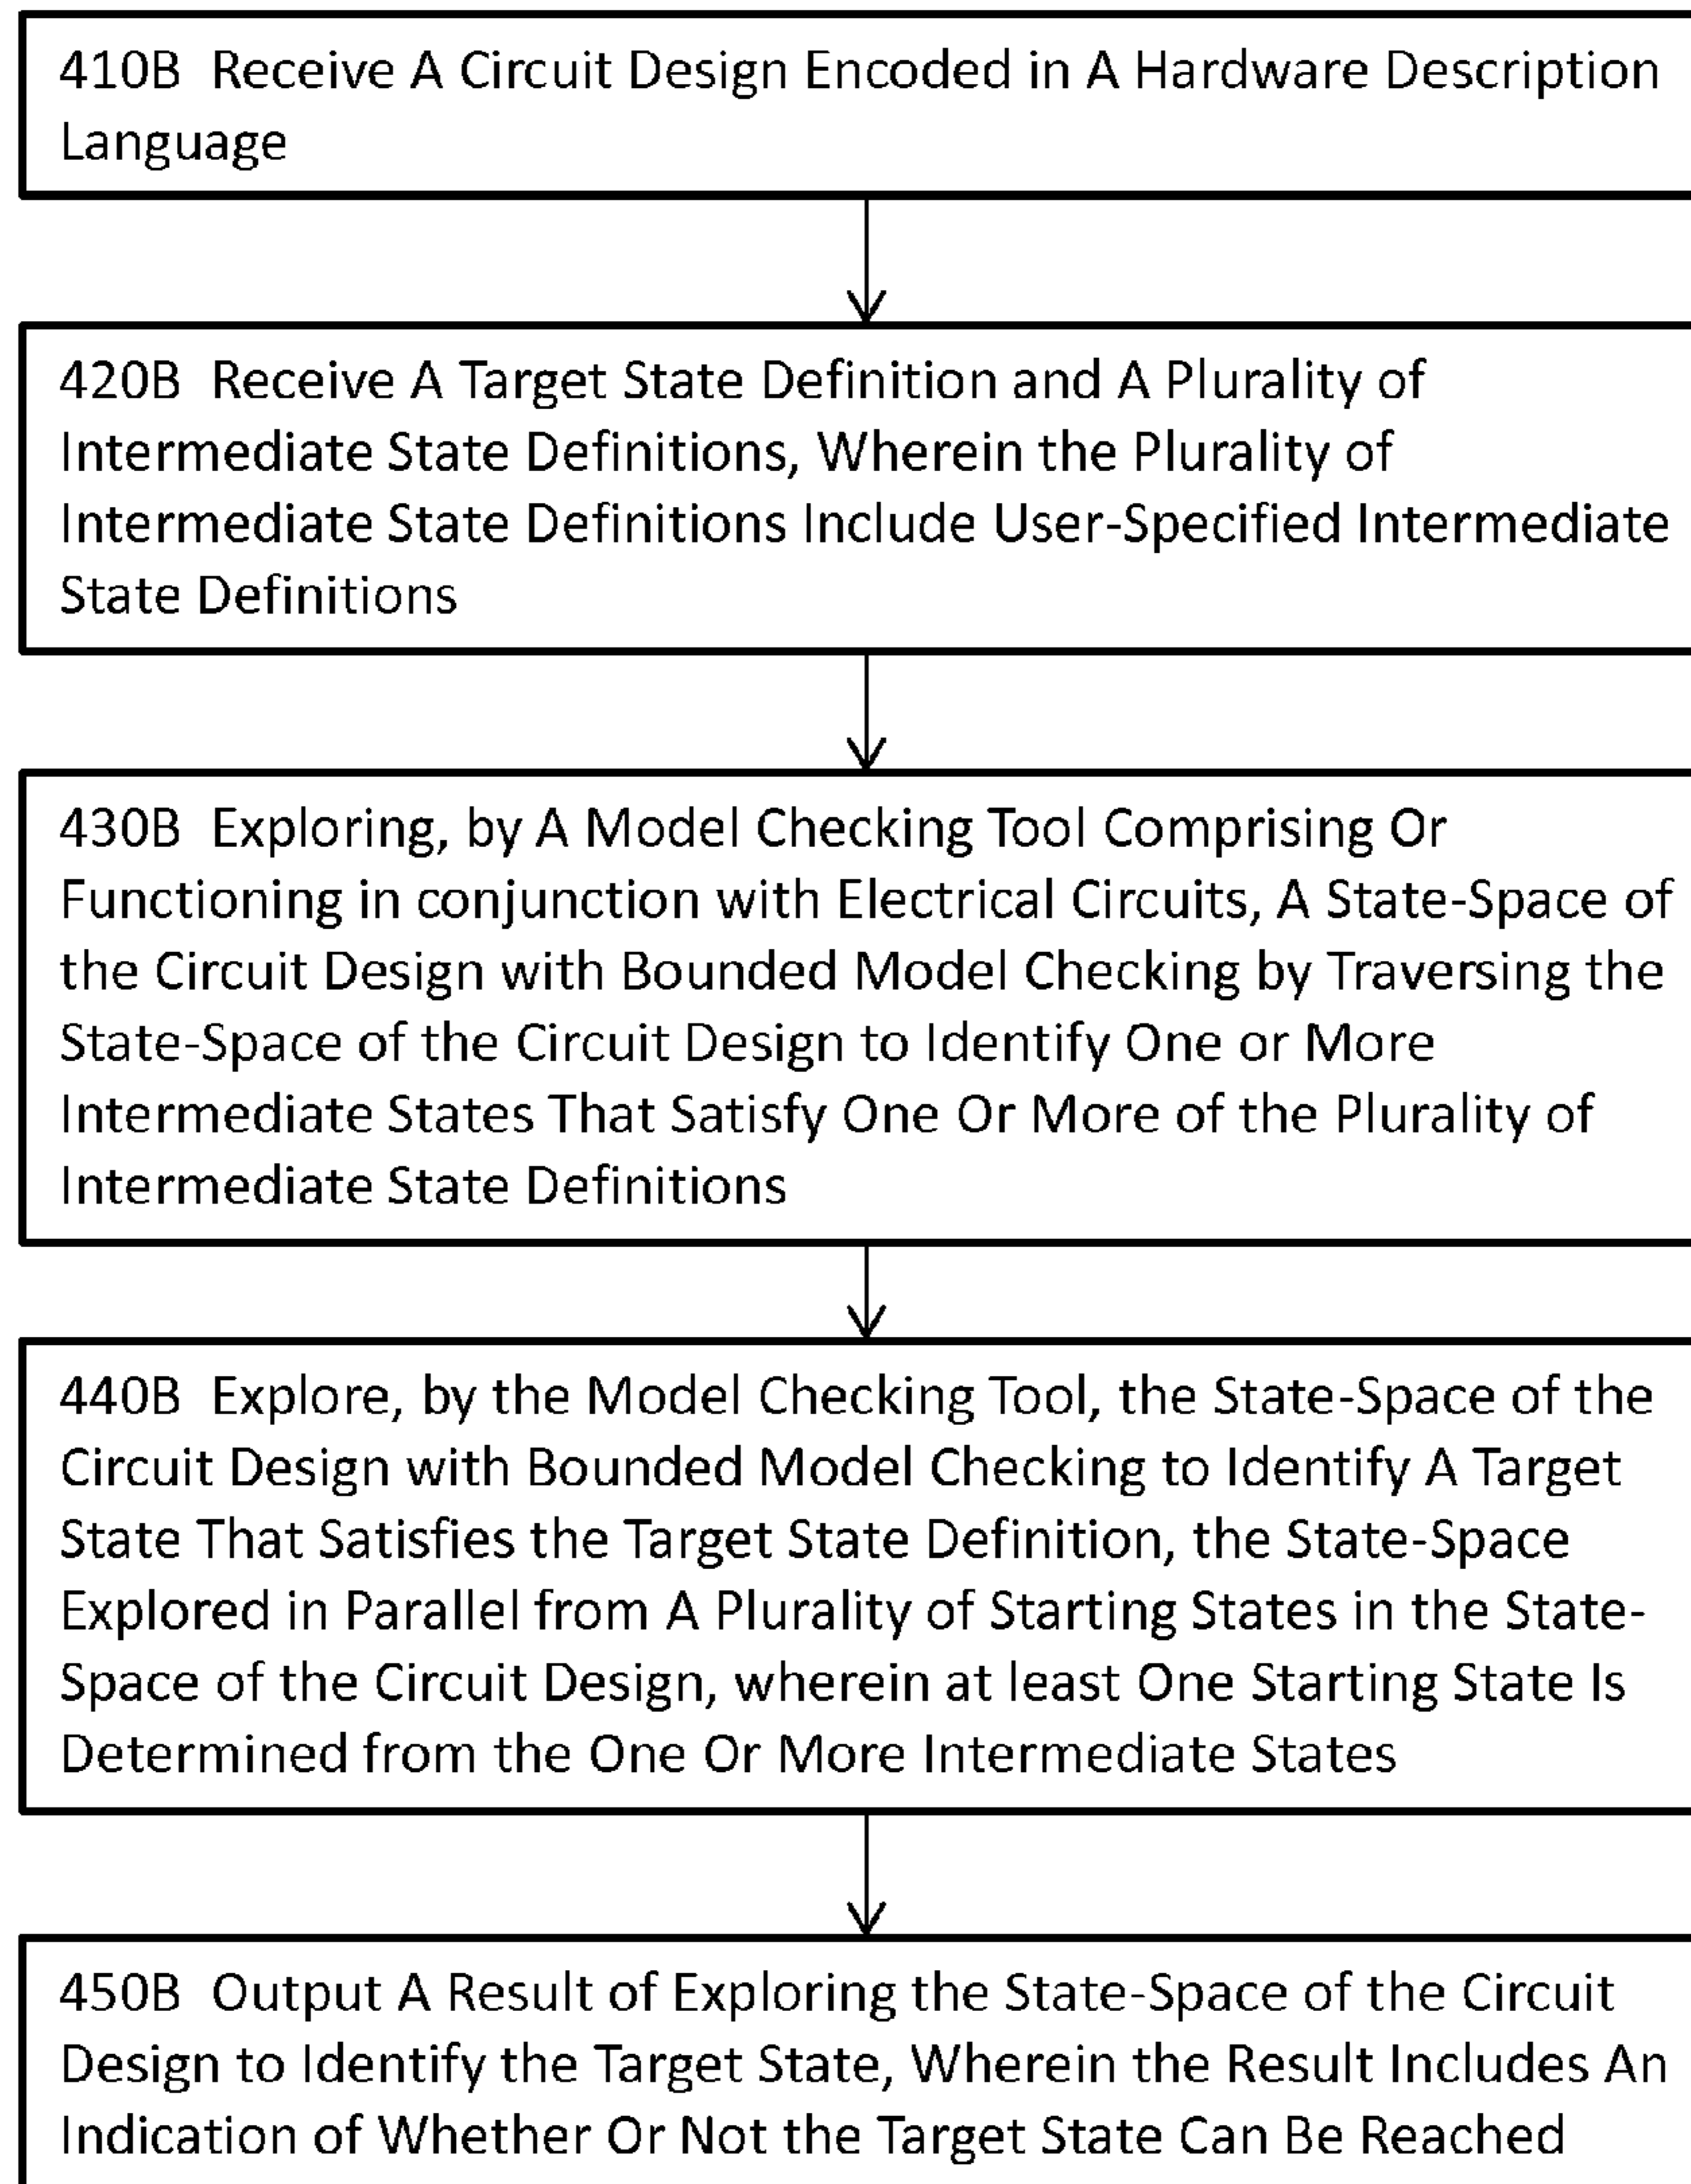 410B Receive A Circuit Design Encoded in A Hardware Description
Language
420B Receive A Target State Definition and A Plurality of
Intermediate State Definitions, Wherein the Plurality of
Intermediate State Definitions Include User-Specified Intermediate
State Definitions
430B Exploring, by A Model Checking Tool Comprising Or
Functioning in conjunction with Electrical Circuits, A State-Space of
the Circuit Design with Bounded Model Checking by Traversing the
State-Space of the Circuit Design to Identify One or More
Intermediate States That Satisfy One Or More of the Plurality of
Intermediate State Definitions
440B Explore, by the Model Checking Tool, the State-Space of the
Circuit Design with Bounded Model Checking to Identify A Target
State That Satisfies the Target State Definition, the State-Space
Explored in Parallel from A Plurality of Starting States in the State-
Space of the Circuit Design, wherein at least One Starting State Is
Determined from the One Or More Intermediate States
450B Output A Result of Exploring the State-Space of the Circuit
Design to Identify the Target State, Wherein the Result Includes An
Indication of Whether Or Not the Target State Can Be Reached